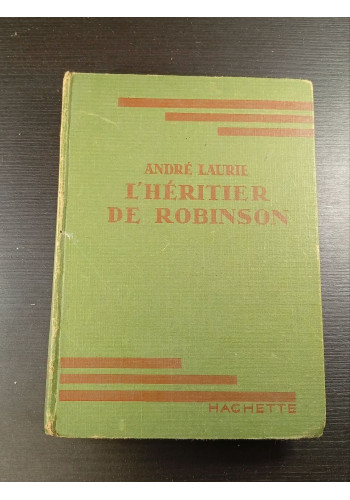 ANDRÉ LAURIE
L'HÉRITIER
DE ROBINSON
HACHETTE